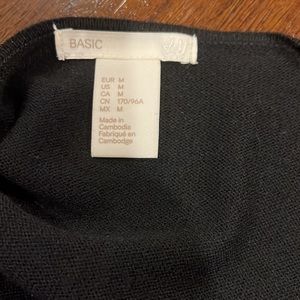 BASIC
EUR M
US M
CA M
CN 170/96A
MX M
Made in
Cambodia
Fabriqué en
Cambodge